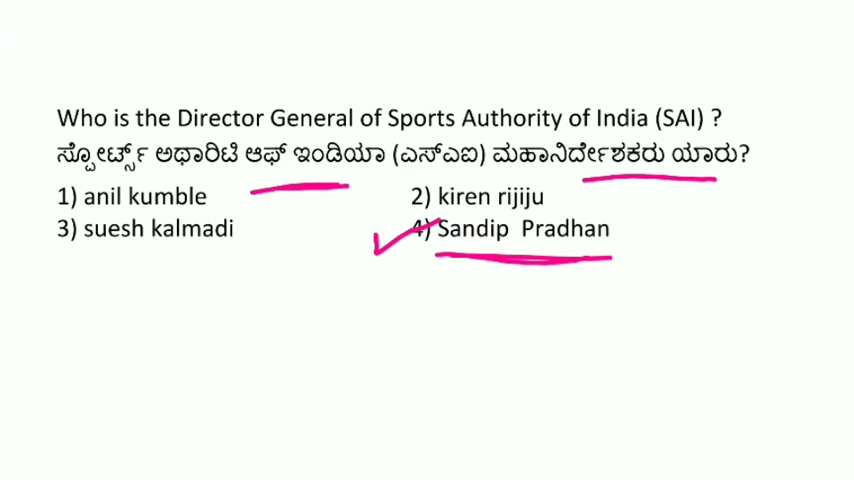 Who is the Director General of Sports Authority of India (SAI) ?
ಸ್ಪೋರ್ಟ್ಸ್ ಅಥಾರಿಟಿ ಆಫ್ ಇಂಡಿಯಾ (ಎಸ್ಎಐ) ಮಹಾನಿರ್ದೇಶಕರು ಯಾರು?
1) anil kumble 2) kiren rijiju
3) suesh kalmadi 4) Sandip Pradhan